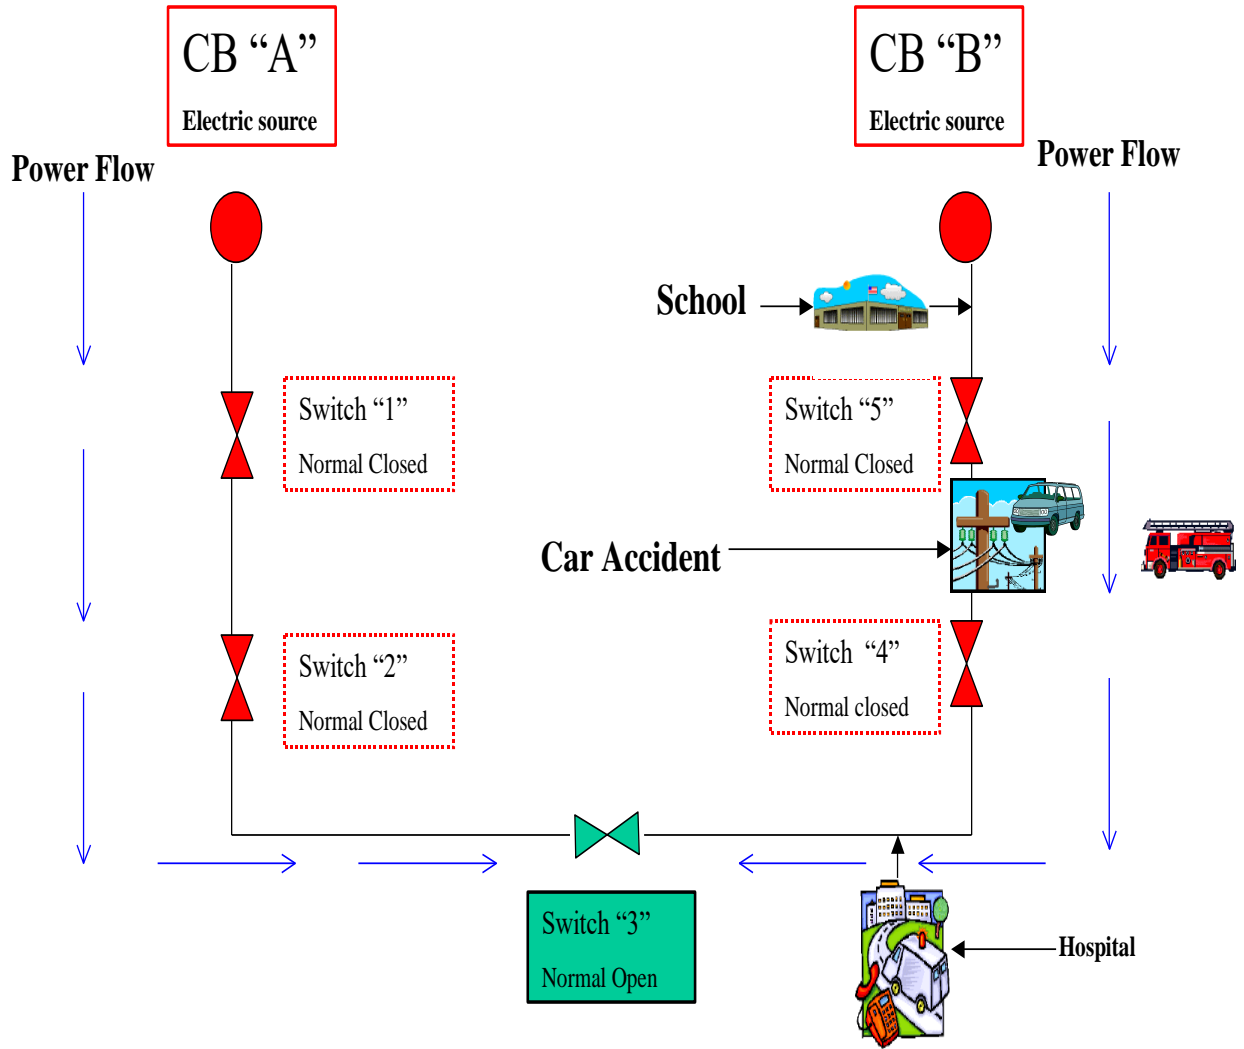 CB “A”
Electric source
CB “B”
Electric source
Power Flow
Power Flow
School
Switch “1”
Normal Closed
Switch “5”
Normal Closed
Car Accident
Switch “2”
Normal Closed
Switch “4”
Normal closed
Switch “3”
Normal Open
Hospital